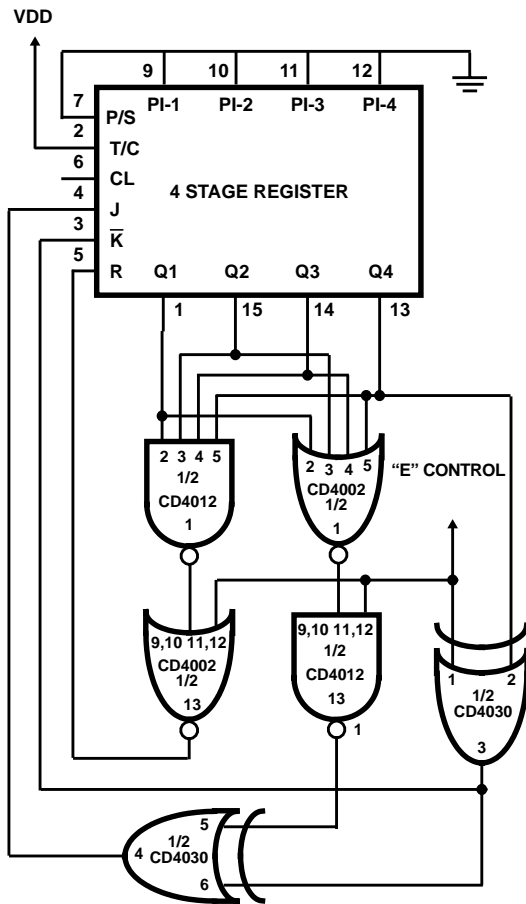 VDD
9 10 11 12
7 P/S PI-1 PI-2 PI-3 PI-4
2 T/C
6 CL
4 J 4 STAGE REGISTER
3 K̅
5 R Q1 Q2 Q3 Q4
1 15 14 13
2 3 4 5
1/2
CD4012
1
2 3 4 5
CD4002
1/2
1
“E” CONTROL
9,10 11,12
CD4002
1/2
13
9,10 11,12
1/2
CD4012
13
1
1 2
1/2
CD4030
3
5
1/2
4 CD4030
6